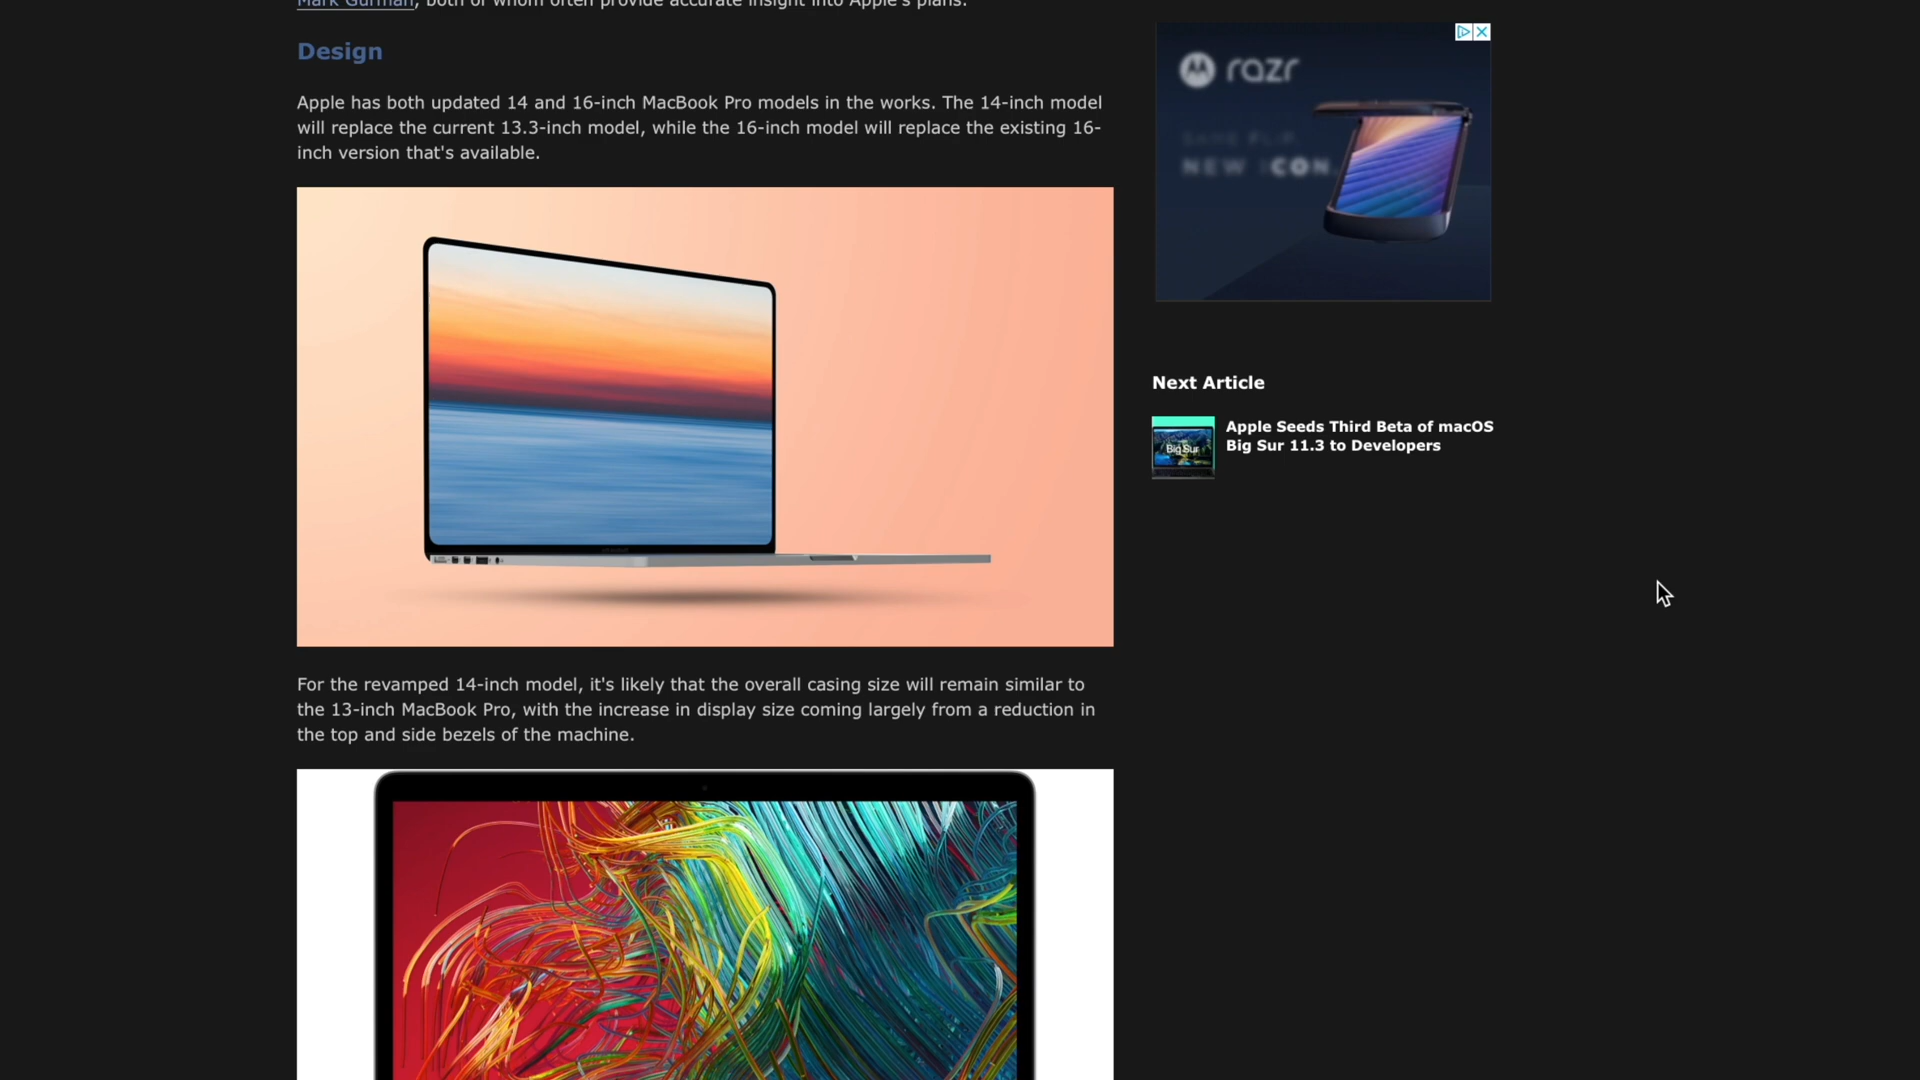 Mark Gurman, both of whom often provide accurate insight into Apple's plans.
Design
Apple has both updated 14 and 16-inch MacBook Pro models in the works. The 14-inch model
will replace the current 13.3-inch model, while the 16-inch model will replace the existing 16-
inch version that's available.
For the revamped 14-inch model, it's likely that the overall casing size will remain similar to
the 13-inch MacBook Pro, with the increase in display size coming largely from a reduction in
the top and side bezels of the machine.
razr
SAME FLIP.
NEW ICON.
Next Article
Big Sur
Apple Seeds Third Beta of macOS
Big Sur 11.3 to Developers